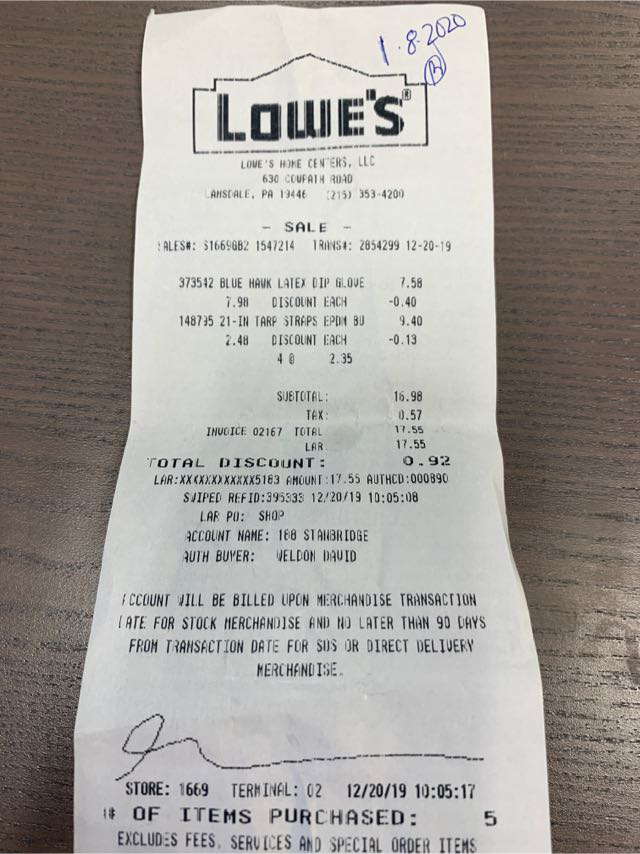 1.8.2020
R
LOWE'S®
LOWE'S HOME CENTERS, LLC
630 COWPATH ROAD
LANSDALE, PA 19446 (215) 353-4200
- SALE -
SALES#: S1669GB2 1547214 TRANS#: 2854299 12-20-19
373542 BLUE HAWK LATEX DIP GLOVE 7.58
7.98 DISCOUNT EACH -0.40
148795 21-IN TARP STRAPS EPDM BU 9.40
2.48 DISCOUNT EACH -0.13
4 @ 2.35
SUBTOTAL: 16.98
TAX: 0.57
INVOICE 02167 TOTAL 17.55
LAR 17.55
TOTAL DISCOUNT: 0.92
LAR:XXXXXXXXXXXX5183 AMOUNT:17.55 AUTHCD:000890
SWIPED REFID:395333 12/20/19 10:05:08
LAR PO: SHOP
ACCOUNT NAME: 188 STANBRIDGE
AUTH BUYER: WELDON DAVID
ACCOUNT WILL BE BILLED UPON MERCHANDISE TRANSACTION
DATE FOR STOCK MERCHANDISE AND NO LATER THAN 90 DAYS
FROM TRANSACTION DATE FOR SOS OR DIRECT DELIVERY
MERCHANDISE.
STORE: 1669 TERMINAL: 02 12/20/19 10:05:17
# OF ITEMS PURCHASED: 5
EXCLUDES FEES, SERVICES AND SPECIAL ORDER ITEMS